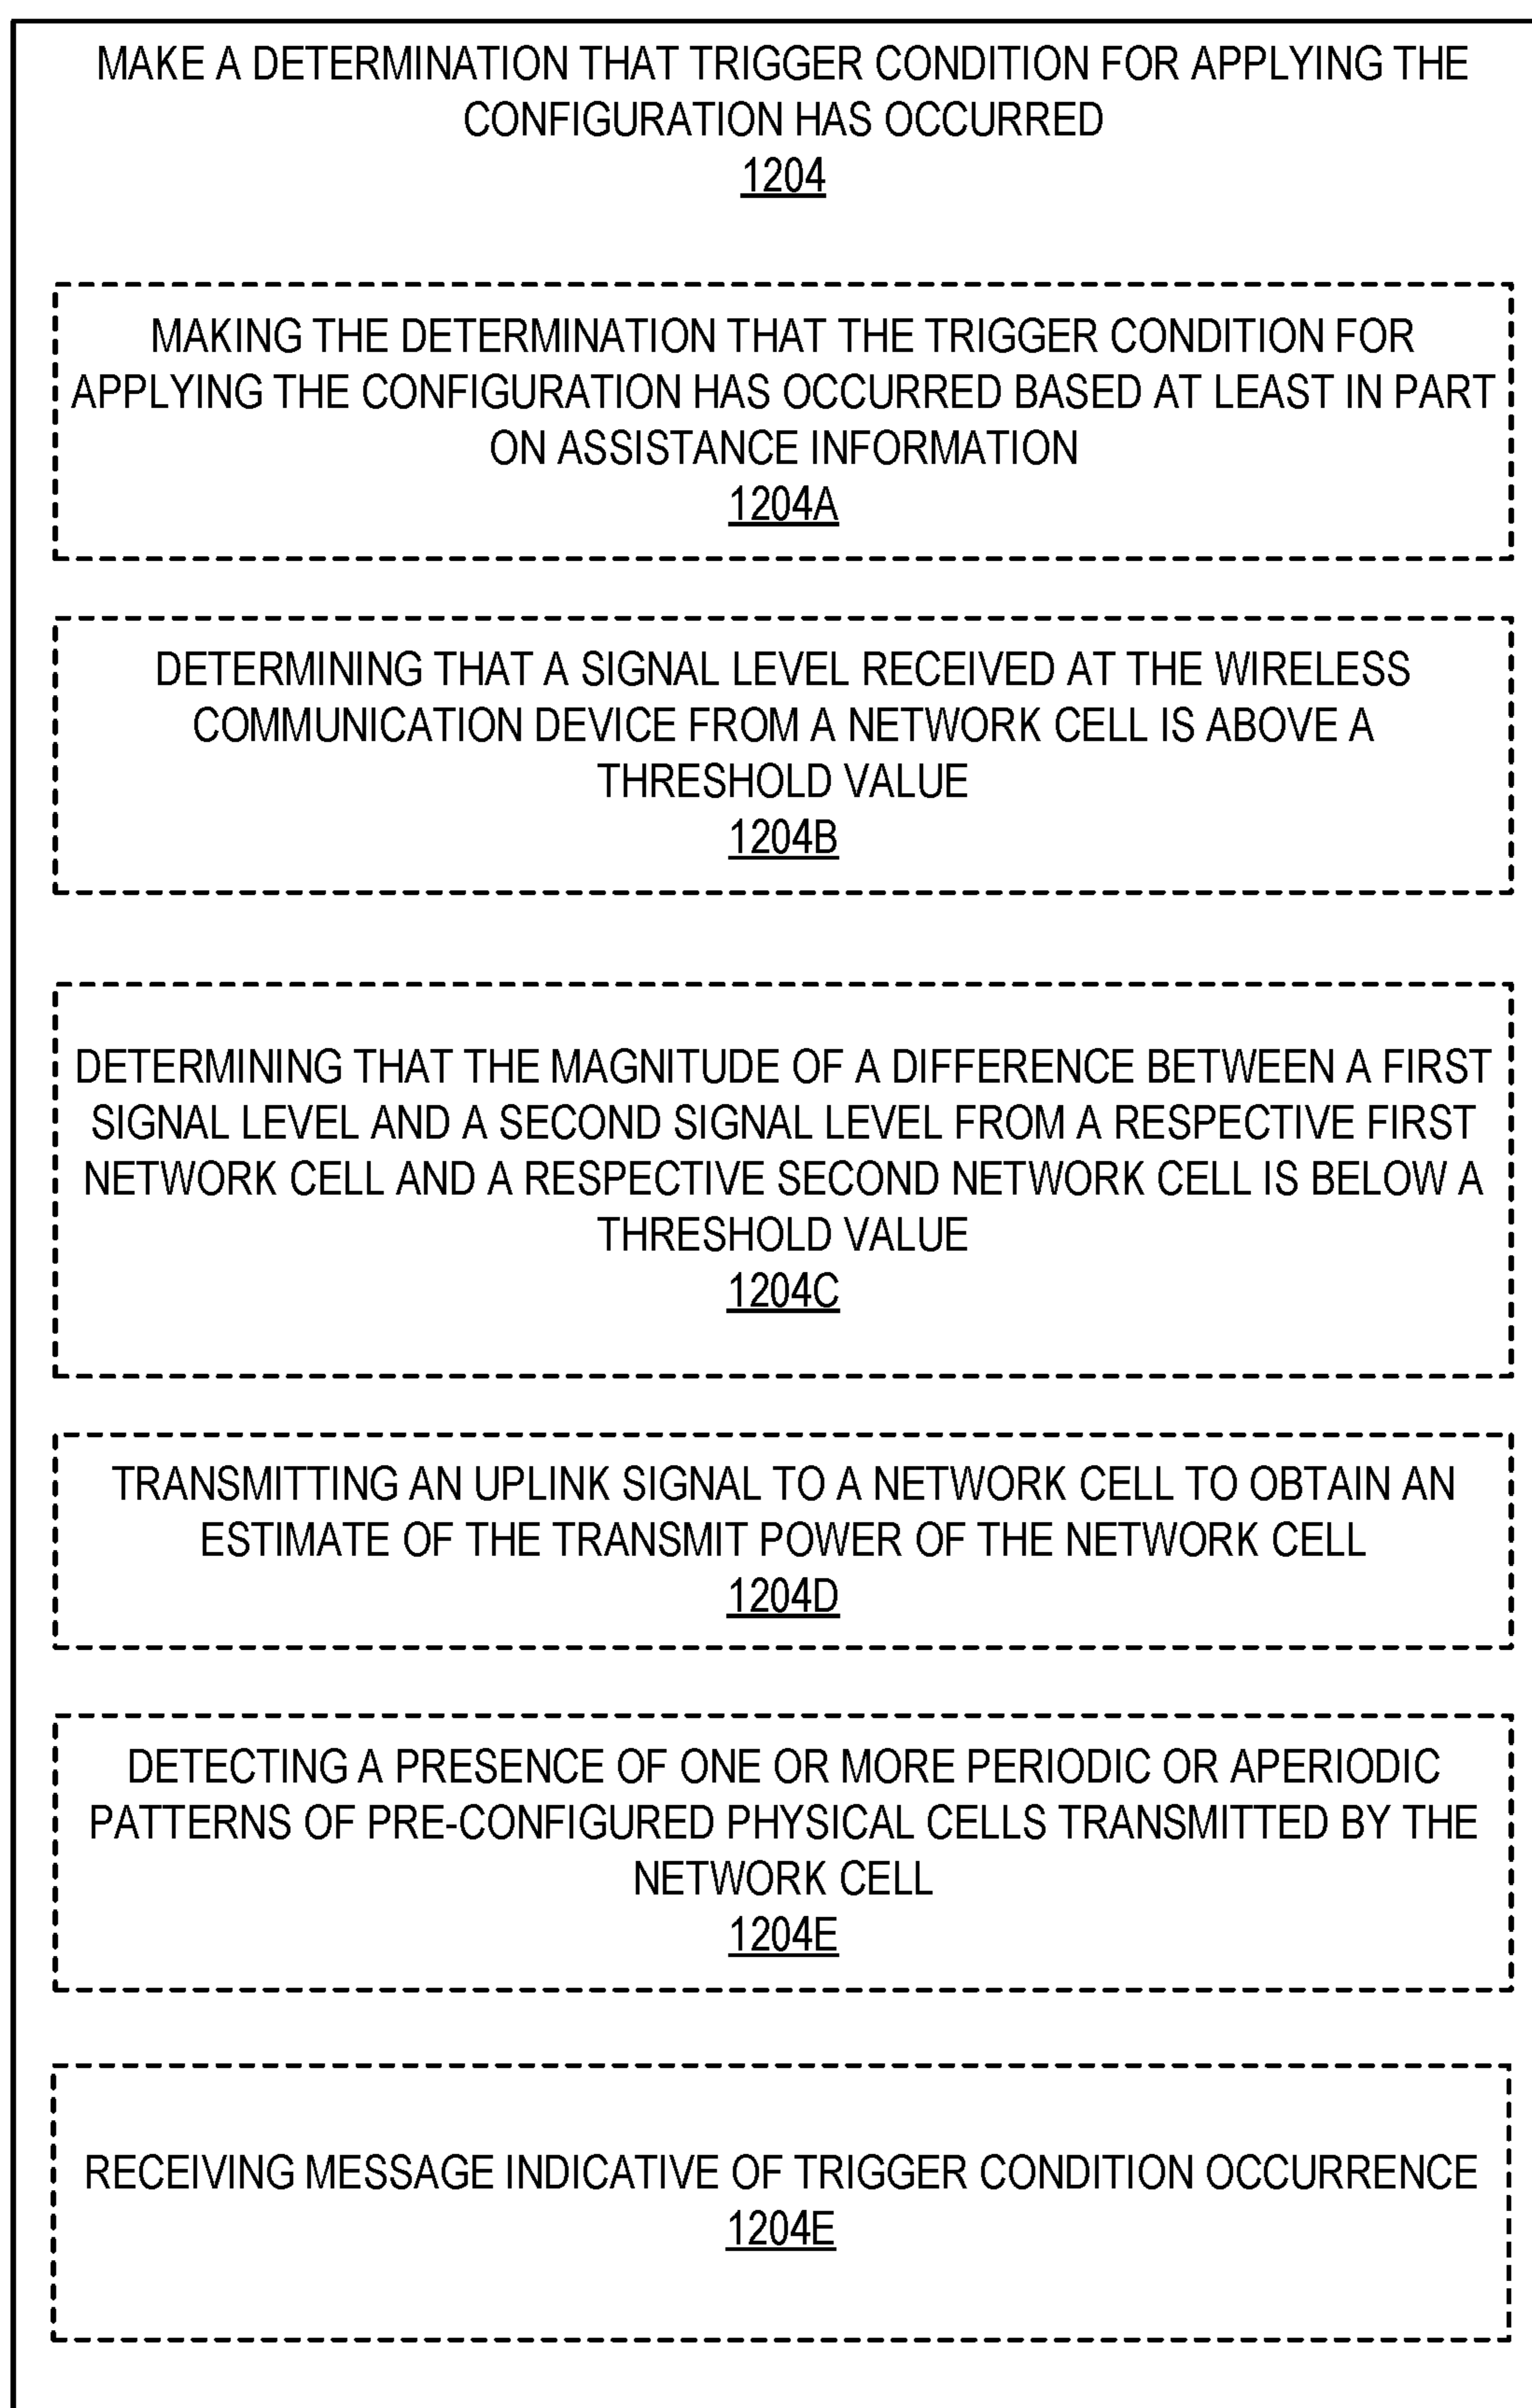 MAKE A DETERMINATION THAT TRIGGER CONDITION FOR APPLYING THE
CONFIGURATION HAS OCCURRED
1204
MAKING THE DETERMINATION THAT THE TRIGGER CONDITION FOR
APPLYING THE CONFIGURATION HAS OCCURRED BASED AT LEAST IN PART
ON ASSISTANCE INFORMATION
1204A
DETERMINING THAT A SIGNAL LEVEL RECEIVED AT THE WIRELESS
COMMUNICATION DEVICE FROM A NETWORK CELL IS ABOVE A
THRESHOLD VALUE
1204B
DETERMINING THAT THE MAGNITUDE OF A DIFFERENCE BETWEEN A FIRST
SIGNAL LEVEL AND A SECOND SIGNAL LEVEL FROM A RESPECTIVE FIRST
NETWORK CELL AND A RESPECTIVE SECOND NETWORK CELL IS BELOW A
THRESHOLD VALUE
1204C
TRANSMITTING AN UPLINK SIGNAL TO A NETWORK CELL TO OBTAIN AN
ESTIMATE OF THE TRANSMIT POWER OF THE NETWORK CELL
1204D
DETECTING A PRESENCE OF ONE OR MORE PERIODIC OR APERIODIC
PATTERNS OF PRE-CONFIGURED PHYSICAL CELLS TRANSMITTED BY THE
NETWORK CELL
1204E
RECEIVING MESSAGE INDICATIVE OF TRIGGER CONDITION OCCURRENCE
1204E